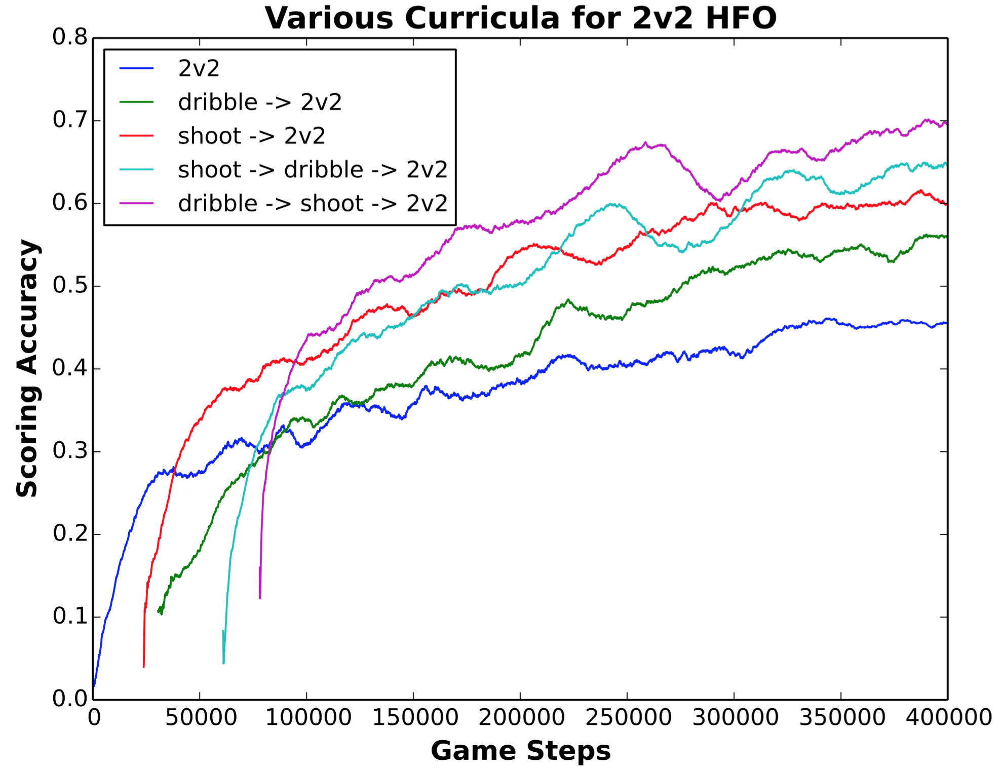 Various Curricula for 2v2 HFO
0.8
0.7
0.6
0.5
0.4
0.3
0.2
0.1
0.0
Scoring Accuracy
2v2
dribble -> 2v2
shoot -> 2v2
shoot -> dribble -> 2v2
dribble -> shoot -> 2v2
0 50000 100000 150000 200000 250000 300000 350000 400000
Game Steps